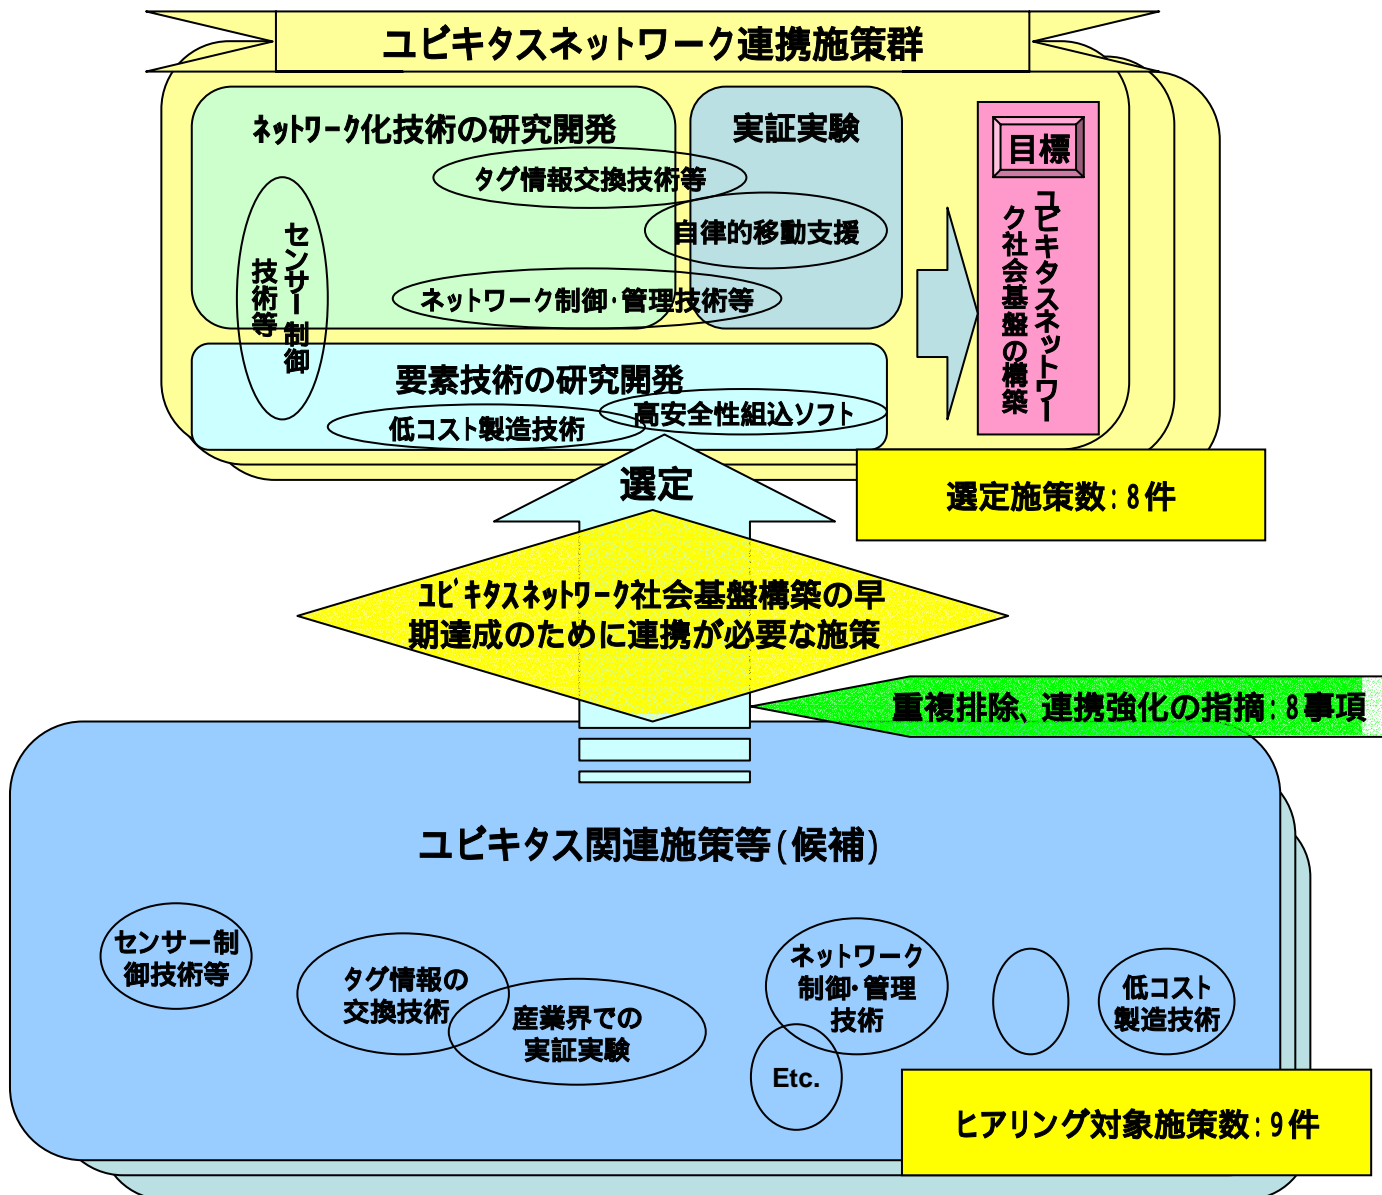 ユビキタスネットワーク連携施策群
ネットワーク化技術の研究開発
実証実験
目標
タグ情報交換技術等
自律的移動支援
センサー制御
技術等
ネットワーク制御・管理技術等
ユビキタスネットワー
ク社会基盤の構築
要素技術の研究開発
高安全性組込ソフト
低コスト製造技術
選定
選定施策数：8件
ユビキタスネットワーク社会基盤構築の早
期達成のために連携が必要な施策
重複排除、連携強化の指摘：8事項
ユビキタス関連施策等(候補)
センサー制
御技術等
タグ情報の
交換技術
産業界での
実証実験
ネットワーク
制御・管理
技術
Etc.
低コスト
製造技術
ヒアリング対象施策数：9件